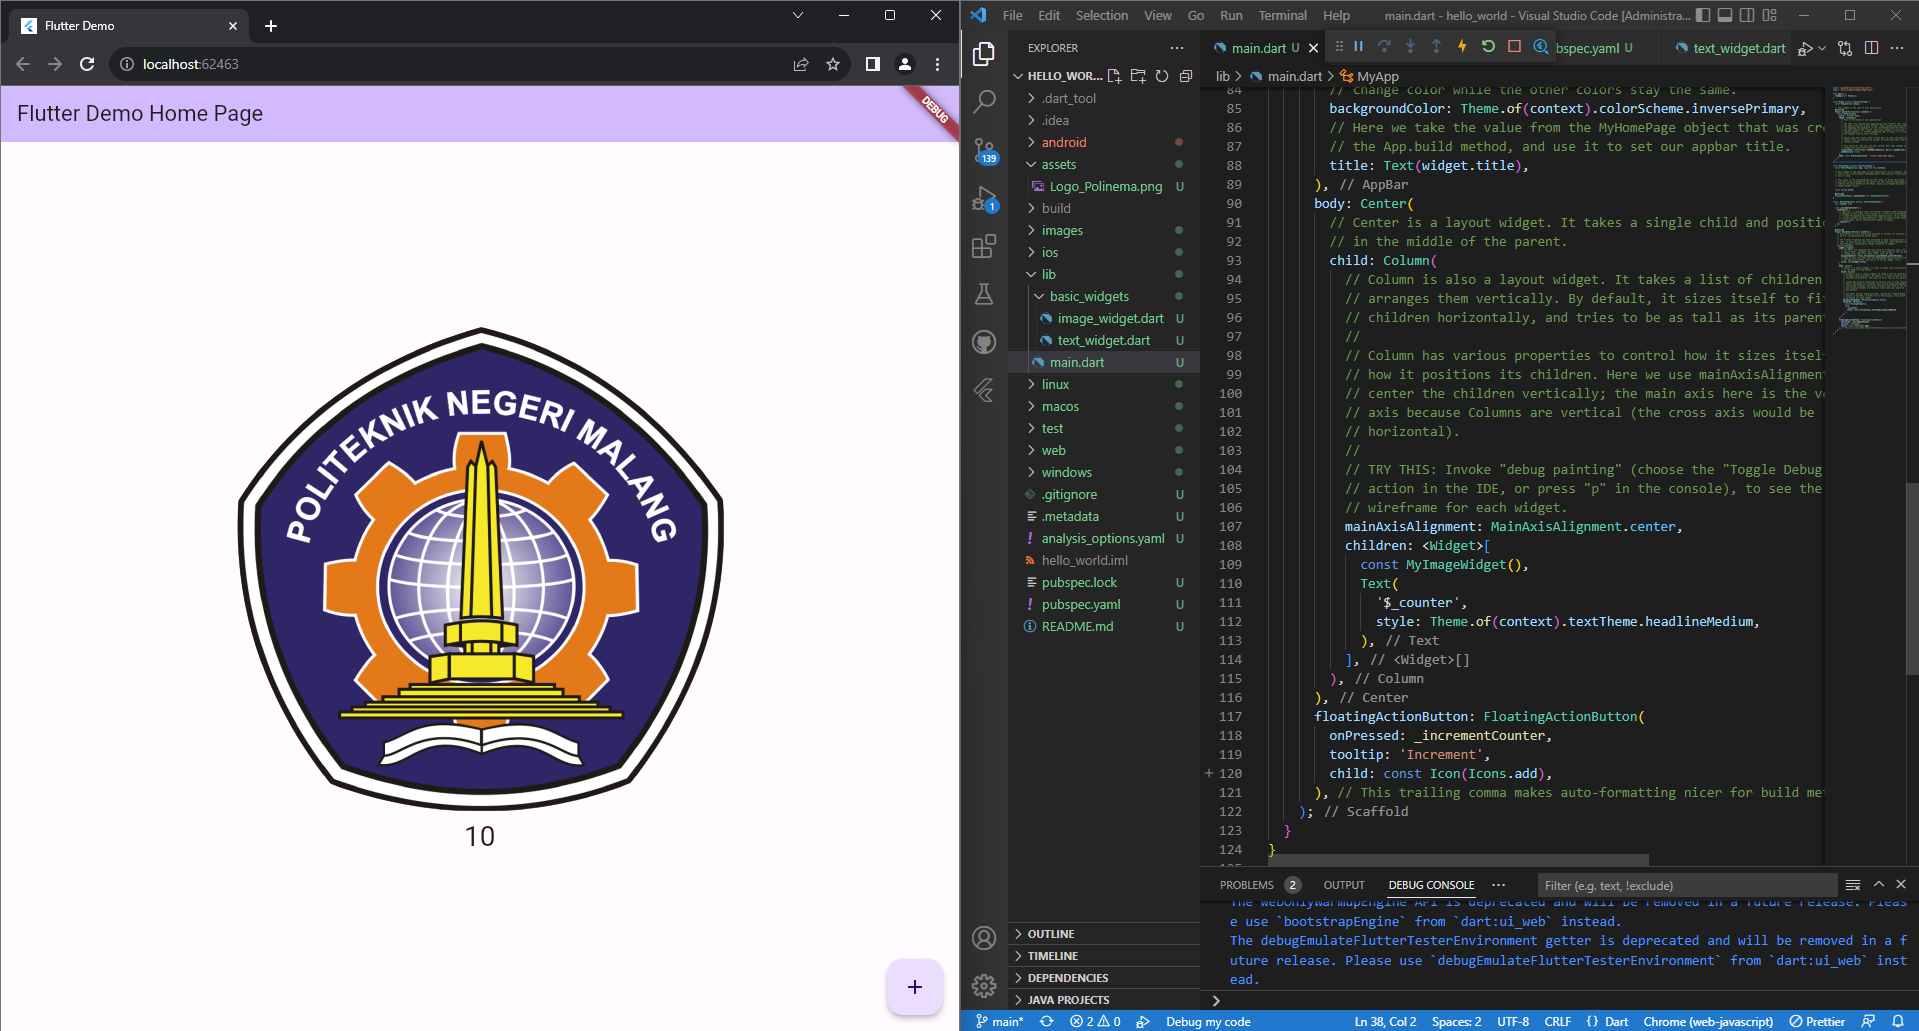 Flutter Demo
localhost:62463
Flutter Demo Home Page
DEBUG
POLITEKNIK NEGERI MALANG
10
File Edit Selection View Go Run Terminal Help
main.dart - hello_world - Visual Studio Code [Administra...
EXPLORER
HELLO_WOR...
.dart_tool
.idea
android
assets
Logo_Polinema.png U
build
images
ios
lib
basic_widgets
image_widget.dart U
text_widget.dart U
main.dart U
linux
macos
test
web
windows
.gitignore U
.metadata U
analysis_options.yaml U
hello_world.iml
pubspec.lock U
pubspec.yaml U
README.md U
OUTLINE
TIMELINE
DEPENDENCIES
JAVA PROJECTS
139
1
main.dart U
bspec.yaml U
text_widget.dart
lib > main.dart > MyApp
84 // change color while the other colors stay the same.
85 backgroundColor: Theme.of(context).colorScheme.inversePrimary,
86 // Here we take the value from the MyHomePage object that was cr
87 // the App.build method, and use it to set our appbar title.
88 title: Text(widget.title),
89 ), // AppBar
90 body: Center(
91 // Center is a layout widget. It takes a single child and positi
92 // in the middle of the parent.
93 child: Column(
94 // Column is also a layout widget. It takes a list of children
95 // arranges them vertically. By default, it sizes itself to fi
96 // children horizontally, and tries to be as tall as its paren
97 //
98 // Column has various properties to control how it sizes itsel
99 // how it positions its children. Here we use mainAxisAlignment
100 // center the children vertically; the main axis here is the v
101 // axis because Columns are vertical (the cross axis would be
102 // horizontal).
103 //
104 // TRY THIS: Invoke "debug painting" (choose the "Toggle Debug
105 // action in the IDE, or press "p" in the console), to see the
106 // wireframe for each widget.
107 mainAxisAlignment: MainAxisAlignment.center,
108 children: <Widget>[
109 const MyImageWidget(),
110 Text(
111 '$_counter',
112 style: Theme.of(context).textTheme.headlineMedium,
113 ), // Text
114 ], // <Widget>[]
115 ), // Column
116 ), // Center
117 floatingActionButton: FloatingActionButton(
118 onPressed: _incrementCounter,
119 tooltip: 'Increment',
120 child: const Icon(Icons.add),
121 ), // This trailing comma makes auto-formatting nicer for build me
122 ); // Scaffold
123 }
124 }
PROBLEMS 2 OUTPUT DEBUG CONSOLE ···
Filter (e.g. text, !exclude)
The webOnlyWarmupEngine API is deprecated and will be removed in a future release. Pleas
e use `bootstrapEngine` from `dart:ui_web` instead.
The debugEmulateFlutterTesterEnvironment getter is deprecated and will be removed in a f
uture release. Please use `debugEmulateFlutterTesterEnvironment` from `dart:ui_web` inst
ead.
main* 2 0 Debug my code Ln 38, Col 2 Spaces: 2 UTF-8 CRLF {} Dart Chrome (web-javascript) Prettier